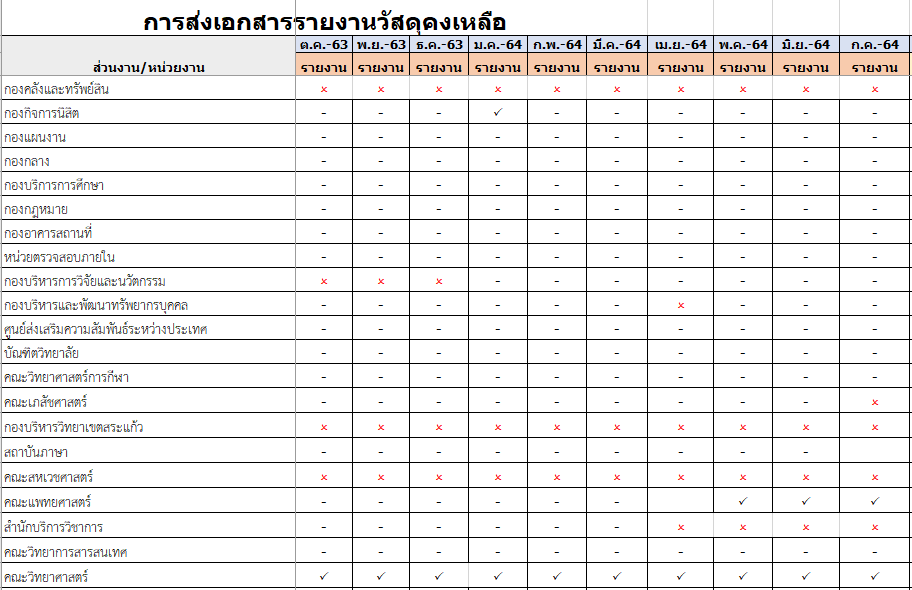 การส่งเอกสารรายงานวัสดุคงเหลือ
ส่วนงาน/หน่วยงาน ต.ค.-63 พ.ย.-63 ธ.ค.-63 ม.ค.-64 ก.พ.-64 มี.ค.-64 เม.ย.-64 พ.ค.-64 มิ.ย.-64 ก.ค.-64
รายงาน รายงาน รายงาน รายงาน รายงาน รายงาน รายงาน รายงาน รายงาน รายงาน
กองคลังและทรัพย์สิน × × × × × × × × × ×
กองกิจการนิสิต - - - ✓ - - - - - -
กองแผนงาน - - - - - - - - - -
กองกลาง - - - - - - - - - -
กองบริการการศึกษา - - - - - - - - - -
กองกฎหมาย - - - - - - - - - -
กองอาคารสถานที่ - - - - - - - - - -
หน่วยตรวจสอบภายใน - - - - - - - - - -
กองบริหารการวิจัยและนวัตกรรม × × × - - - - - - -
กองบริหารและพัฒนาทรัพยากรบุคคล - - - - - - × - - -
ศูนย์ส่งเสริมความสัมพันธ์ระหว่างประเทศ - - - - - - - - - -
บัณฑิตวิทยาลัย - - - - - - - - - -
คณะวิทยาศาสตร์การกีฬา - - - - - - - - - -
คณะเภสัชศาสตร์ - - - - - - - - - ×
กองบริหารวิทยาเขตสระแก้ว × × × × × × × × × ×
สถาบันภาษา - - - - - - - - -
คณะสหเวชศาสตร์ × × × × × × × × × ×
คณะแพทยศาสตร์ - - - - - - ✓ ✓ ✓
สำนักบริการวิชาการ - - - - - - × × × ×
คณะวิทยาการสารสนเทศ - - - - - - - - - -
คณะวิทยาศาสตร์ ✓ ✓ ✓ ✓ ✓ ✓ ✓ ✓ ✓ ✓